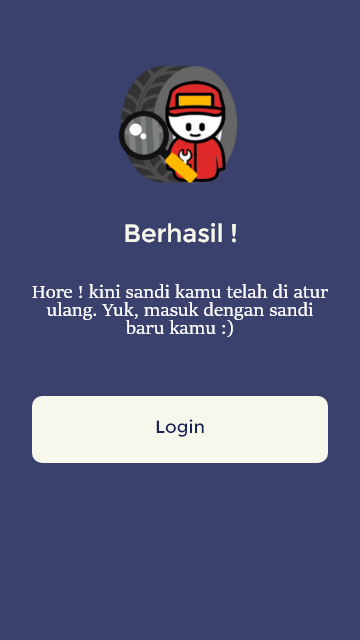 Berhasil !
Hore ! kini sandi kamu telah di atur
ulang. Yuk, masuk dengan sandi
baru kamu :)
Login